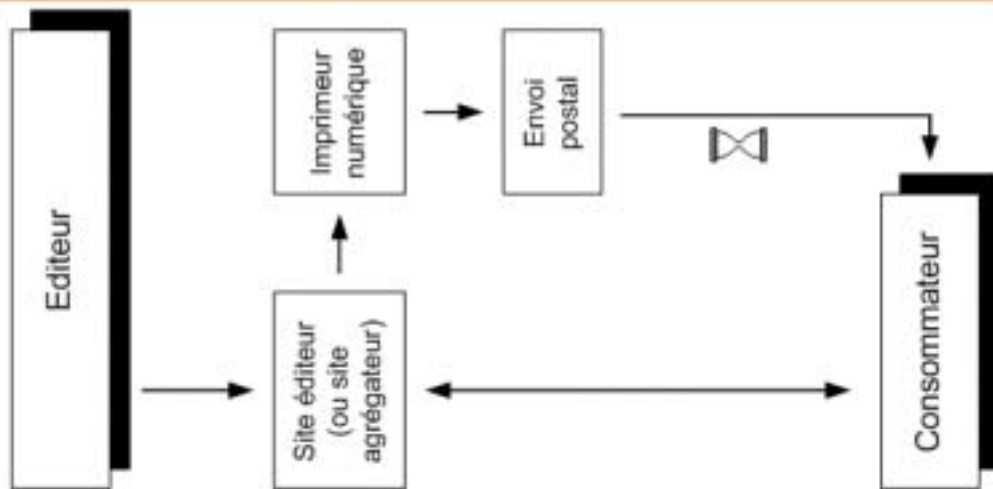 Editeur
Site éditeur
(ou site
agrégateur)
Imprimeur
numérique
Envoi
postal
Consommateur